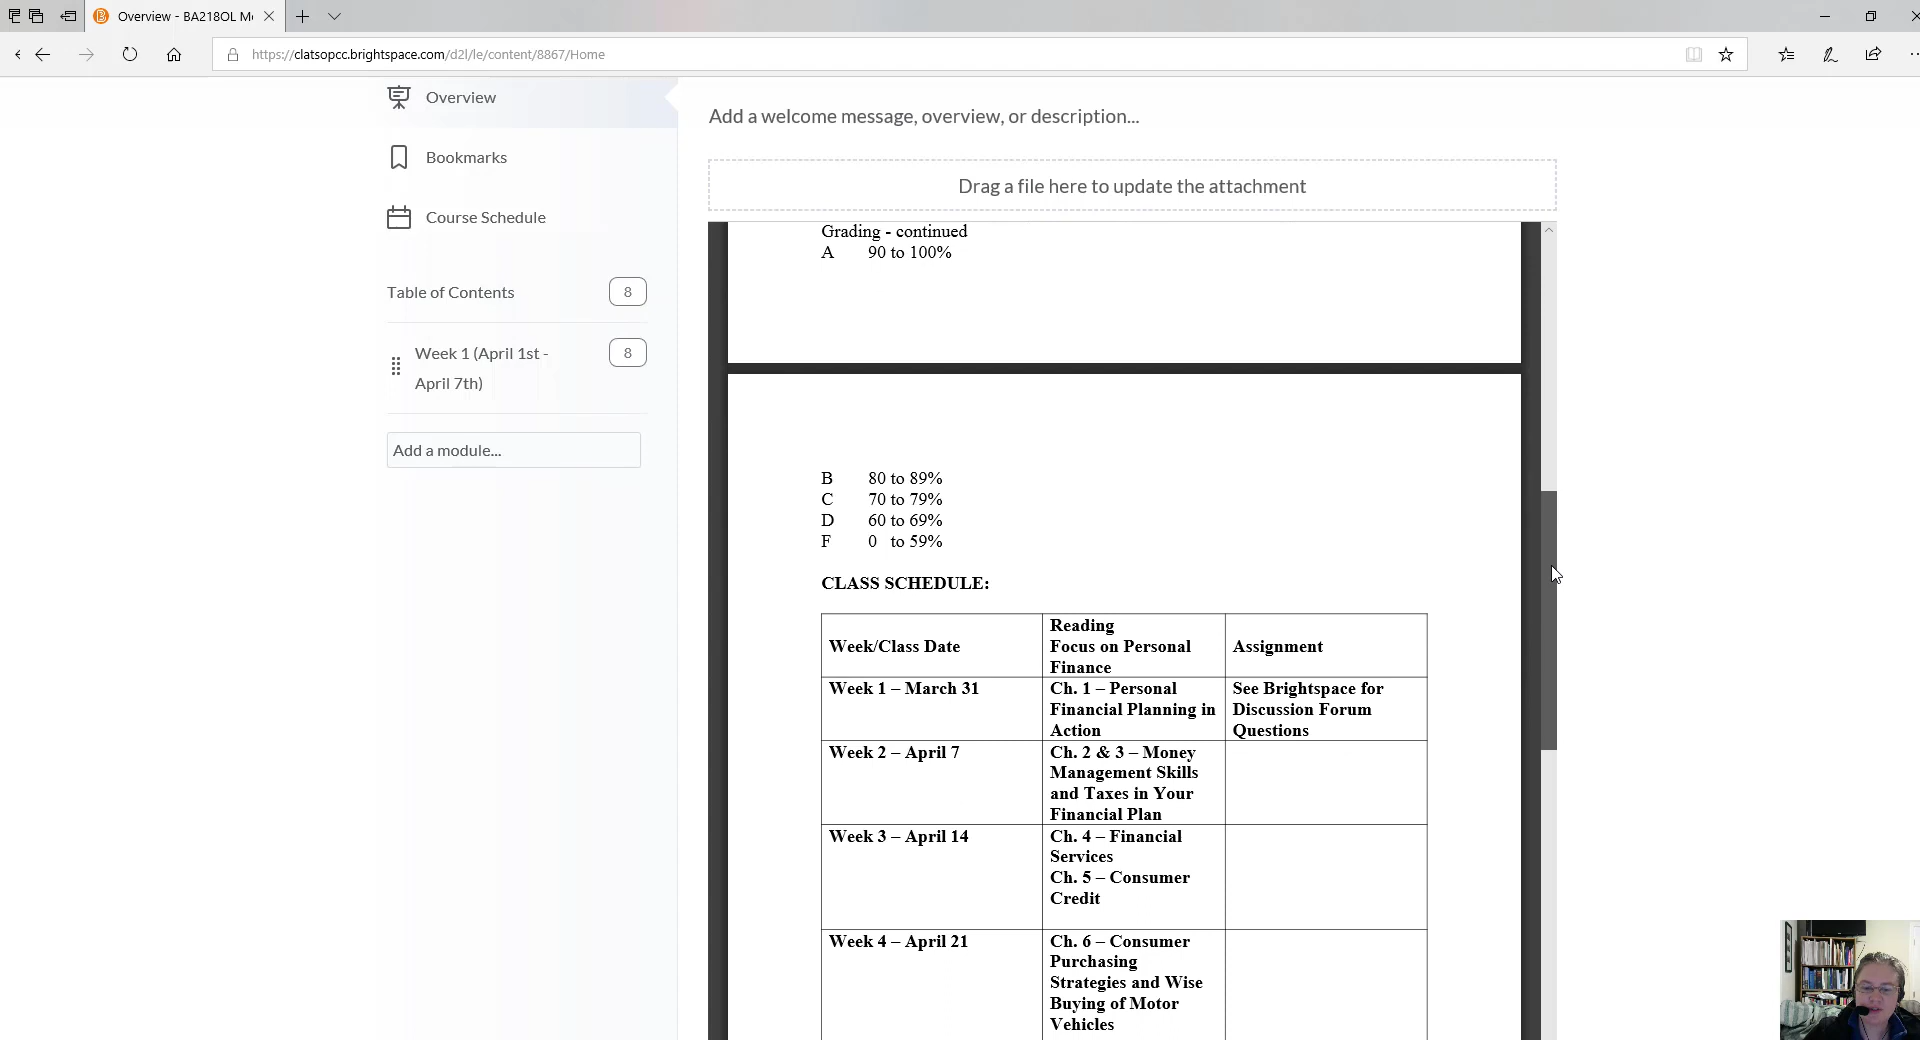 Overview - BA218OL M
https://clatsopcc.brightspace.com/d2l/le/content/8867/Home
Overview
Bookmarks
Course Schedule
Table of Contents
8
Week 1 (April 1st -
April 7th)
8
Add a module...
Add a welcome message, overview, or description...
Drag a file here to update the attachment
Grading - continued
A 90 to 100%
B 80 to 89%
C 70 to 79%
D 60 to 69%
F 0 to 59%
CLASS SCHEDULE:
Week/Class Date
Reading
Focus on Personal
Finance
Assignment
Week 1 – March 31
Ch. 1 – Personal
Financial Planning in
Action
See Brightspace for
Discussion Forum
Questions
Week 2 – April 7
Ch. 2 & 3 – Money
Management Skills
and Taxes in Your
Financial Plan
Week 3 – April 14
Ch. 4 – Financial
Services
Ch. 5 – Consumer
Credit
Week 4 – April 21
Ch. 6 – Consumer
Purchasing
Strategies and Wise
Buying of Motor
Vehicles